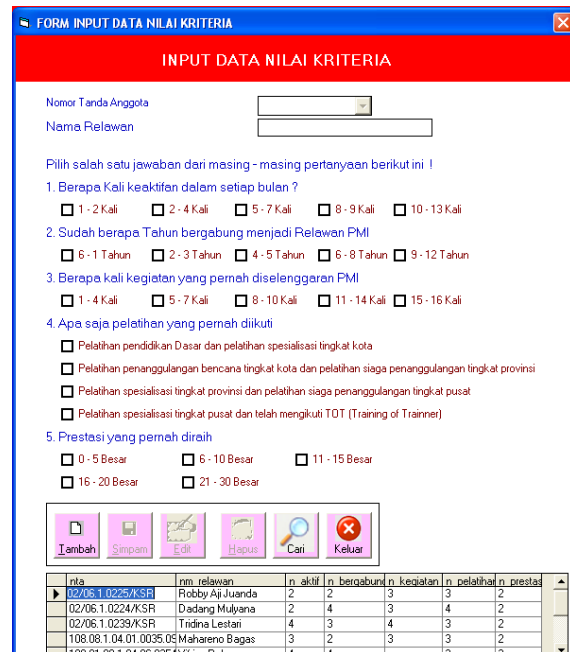 FORM INPUT DATA NILAI KRITERIA
INPUT DATA NILAI KRITERIA
Nomor Tanda Anggota
Nama Relawan
Pilih salah satu jawaban dari masing - masing pertanyaan berikut ini !
1. Berapa Kali keaktifan dalam setiap bulan ?
1 - 2 Kali 2 - 4 Kali 5 - 7 Kali 8 - 9 Kali 10 - 13 Kali
2. Sudah berapa Tahun bergabung menjadi Relawan PMI
6 - 1 Tahun 2 - 3 Tahun 4 - 5 Tahun 6 - 8 Tahun 9 - 12 Tahun
3. Berapa kali kegiatan yang pernah diselenggaran PMI
1 - 4 Kali 5 - 7 Kali 8 - 10 Kali 11 - 14 Kali 15 - 16 Kali
4. Apa saja pelatihan yang pernah diikuti
Pelatihan pendidikan Dasar dan pelatihan spesialisasi tingkat kota
Pelatihan penanggulangan bencana tingkat kota dan pelatihan siaga penanggulangan tingkat provinsi
Pelatihan spesialisasi tingkat provinsi dan pelatihan siaga penanggulangan tingkat pusat
Pelatihan spesialisasi tingkat pusat dan telah mengikuti TOT (Training of Trainner)
5. Prestasi yang pernah diraih
0 - 5 Besar 6 - 10 Besar 11 - 15 Besar
16 - 20 Besar 21 - 30 Besar
Tambah Simpam Edit Hapus Cari Keluar
nta nm_relawan n_aktif n_bergabung n_kegiatan n_pelatihan n_prestas
02/06.1.0225/KSR Robby Aji Juanda 2 2 3 3 2
02/06.1.0224/KSR Dadang Mulyana 2 4 3 4 2
02/06.1.0239/KSR Tridina Lestari 4 3 4 3 2
108.08.1.04.01.0035.09 Mahareno Bagas 3 2 3 3 2